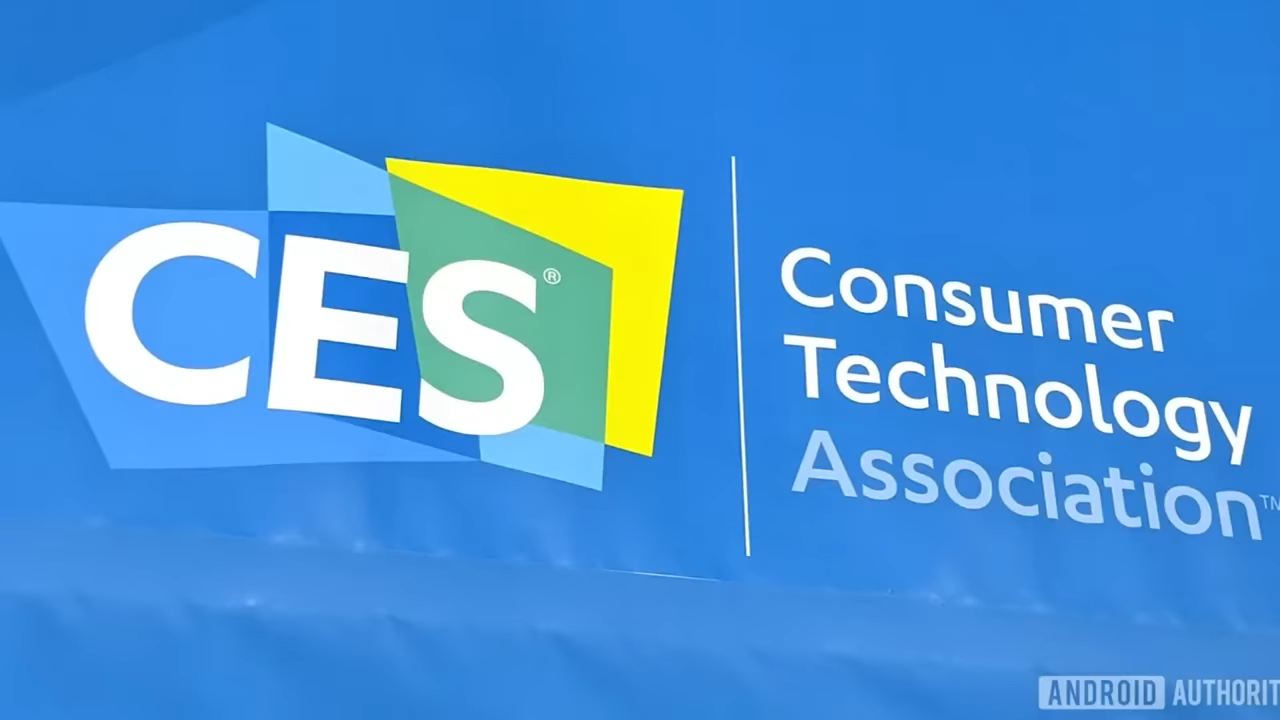 CES®
Consumer
Technology
Association™
ANDROID AUTHORIT